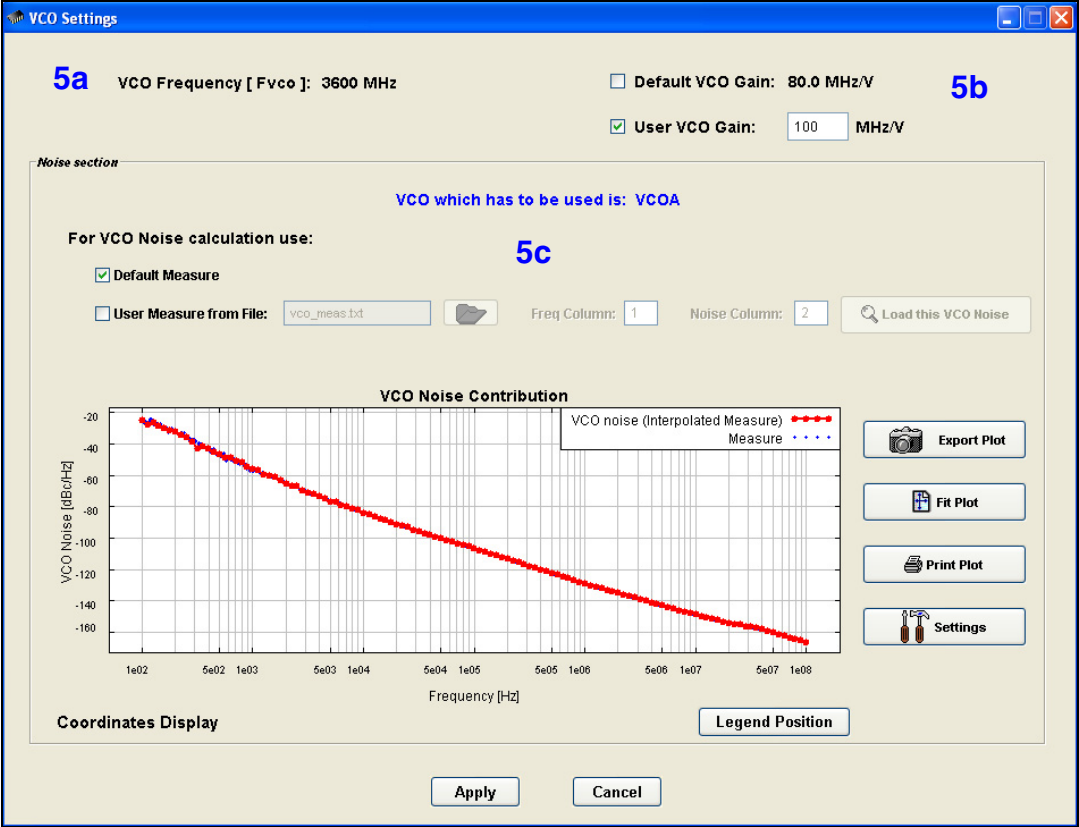 VCO Settings
5a
VCO Frequency [ Fvco ]: 3600 MHz
Default VCO Gain: 80.0 MHz/V
5b
User VCO Gain: 100 MHz/V
Noise section
VCO which has to be used is: VCOA
For VCO Noise calculation use:
5c
Default Measure
User Measure from File: vco_meas.txt Freq Column: 1 Noise Column: 2 Load this VCO Noise
VCO Noise Contribution
VCO noise (Interpolated Measure)
Measure
-20
-40
-60
-80
-100
-120
-140
-160
VCO Noise [dBc/Hz]
1e02 5e02 1e03 5e03 1e04 5e04 1e05 5e05 1e06 5e06 1e07 5e07 1e08
Frequency [Hz]
Export Plot
Fit Plot
Print Plot
Settings
Coordinates Display
Legend Position
Apply Cancel